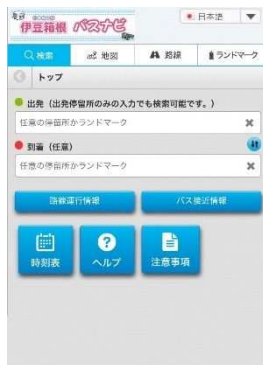 伊豆箱根 バスナビ
日本語
検索 地図 路線 ランドマーク
トップ
出発（出発停留所のみの入力でも検索可能です。）
任意の停留所かランドマーク
到着（任意）
任意の停留所かランドマーク
路線運行情報 バス接近情報
時刻表 ヘルプ 注意事項